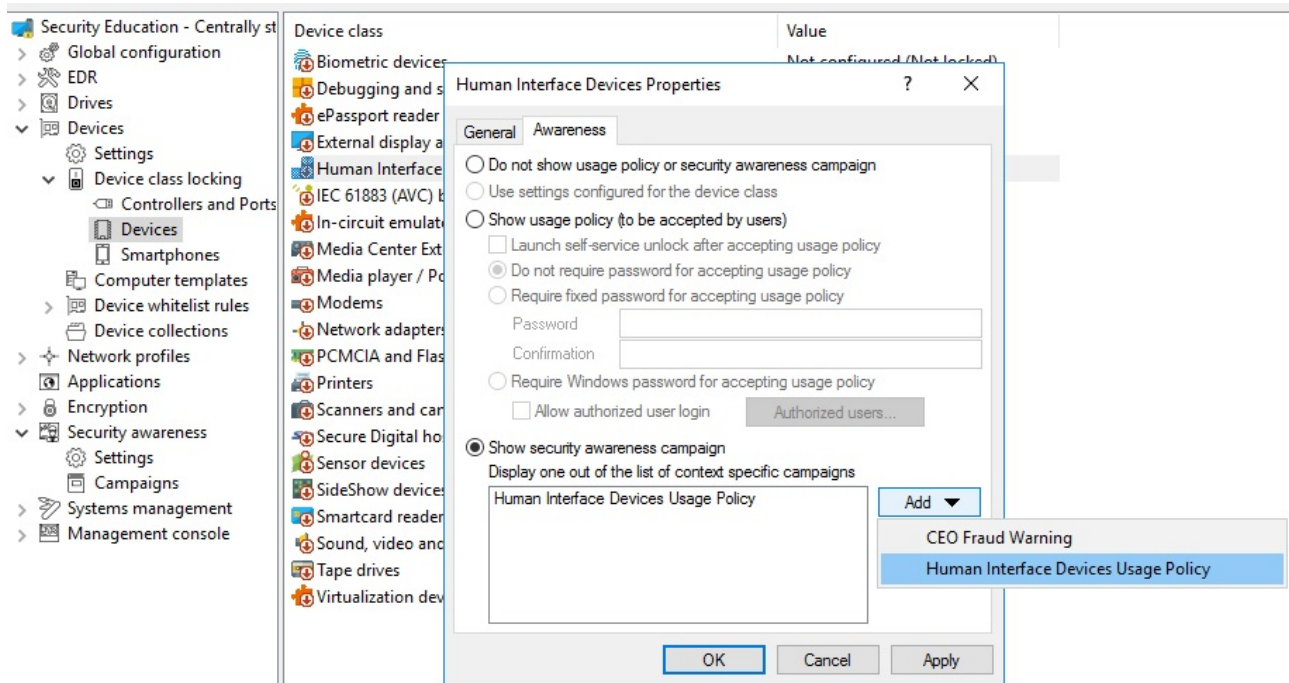 Security Education - Centrally st
Global configuration
EDR
Drives
Devices
Settings
Device class locking
Controllers and Ports
Devices
Smartphones
Computer templates
Device whitelist rules
Device collections
Network profiles
Applications
Encryption
Security awareness
Settings
Campaigns
Systems management
Management console
Device class
Value
Biometric devices
Not configured (Not locked)
Debugging and s
ePassport reader
External display a
Human Interface
IEC 61883 (AVC) b
In-circuit emulat
Media Center Ext
Media player / Po
Modems
Network adapters
PCMCIA and Flas
Printers
Scanners and car
Secure Digital ho
Sensor devices
SideShow devices
Smartcard reader
Sound, video and
Tape drives
Virtualization dev
Human Interface Devices Properties
?
General
Awareness
Do not show usage policy or security awareness campaign
Use settings configured for the device class
Show usage policy (to be accepted by users)
Launch self-service unlock after accepting usage policy
Do not require password for accepting usage policy
Require fixed password for accepting usage policy
Password
Confirmation
Require Windows password for accepting usage policy
Allow authorized user login
Authorized users...
Show security awareness campaign
Display one out of the list of context specific campaigns
Human Interface Devices Usage Policy
Add
CEO Fraud Warning
Human Interface Devices Usage Policy
OK
Cancel
Apply